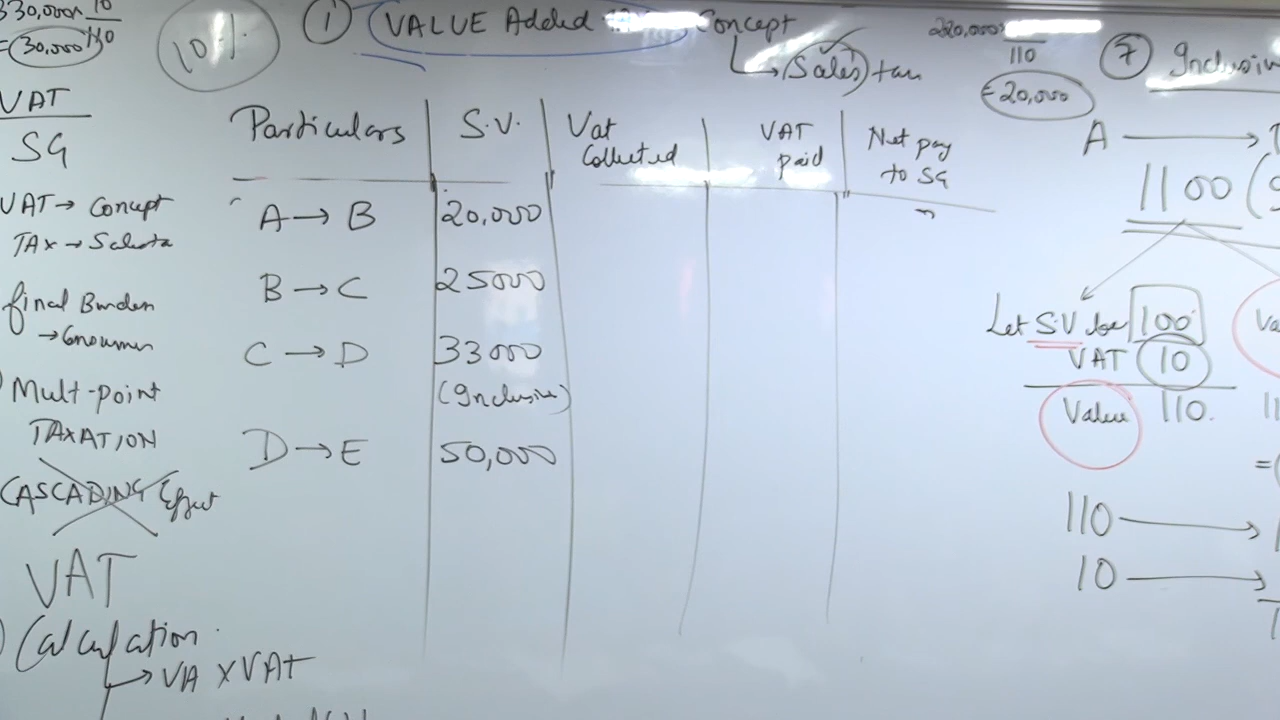 330,000 × 10
110
= 30,000
VAT
SG
VAT → Concept
TAX →
final Burden
→ Consumer
Mult-point
TAXATION
CASCADING Effect
VAT
Calculation
→ VA × VAT
10%
① VALUE Added Concept
→ (Sales) tax
Particulars S.V. Vat Collected VAT paid Net pay to SG
A → B 20,000
B → C 25000
C → D 33000
(Inclusive)
D → E 50,000
220,000 ×
110
= 20,000
⑦ Inclusiv
A →
1100 (
Let S.V be 100
VAT 10
Value 110.
110 →
10 →